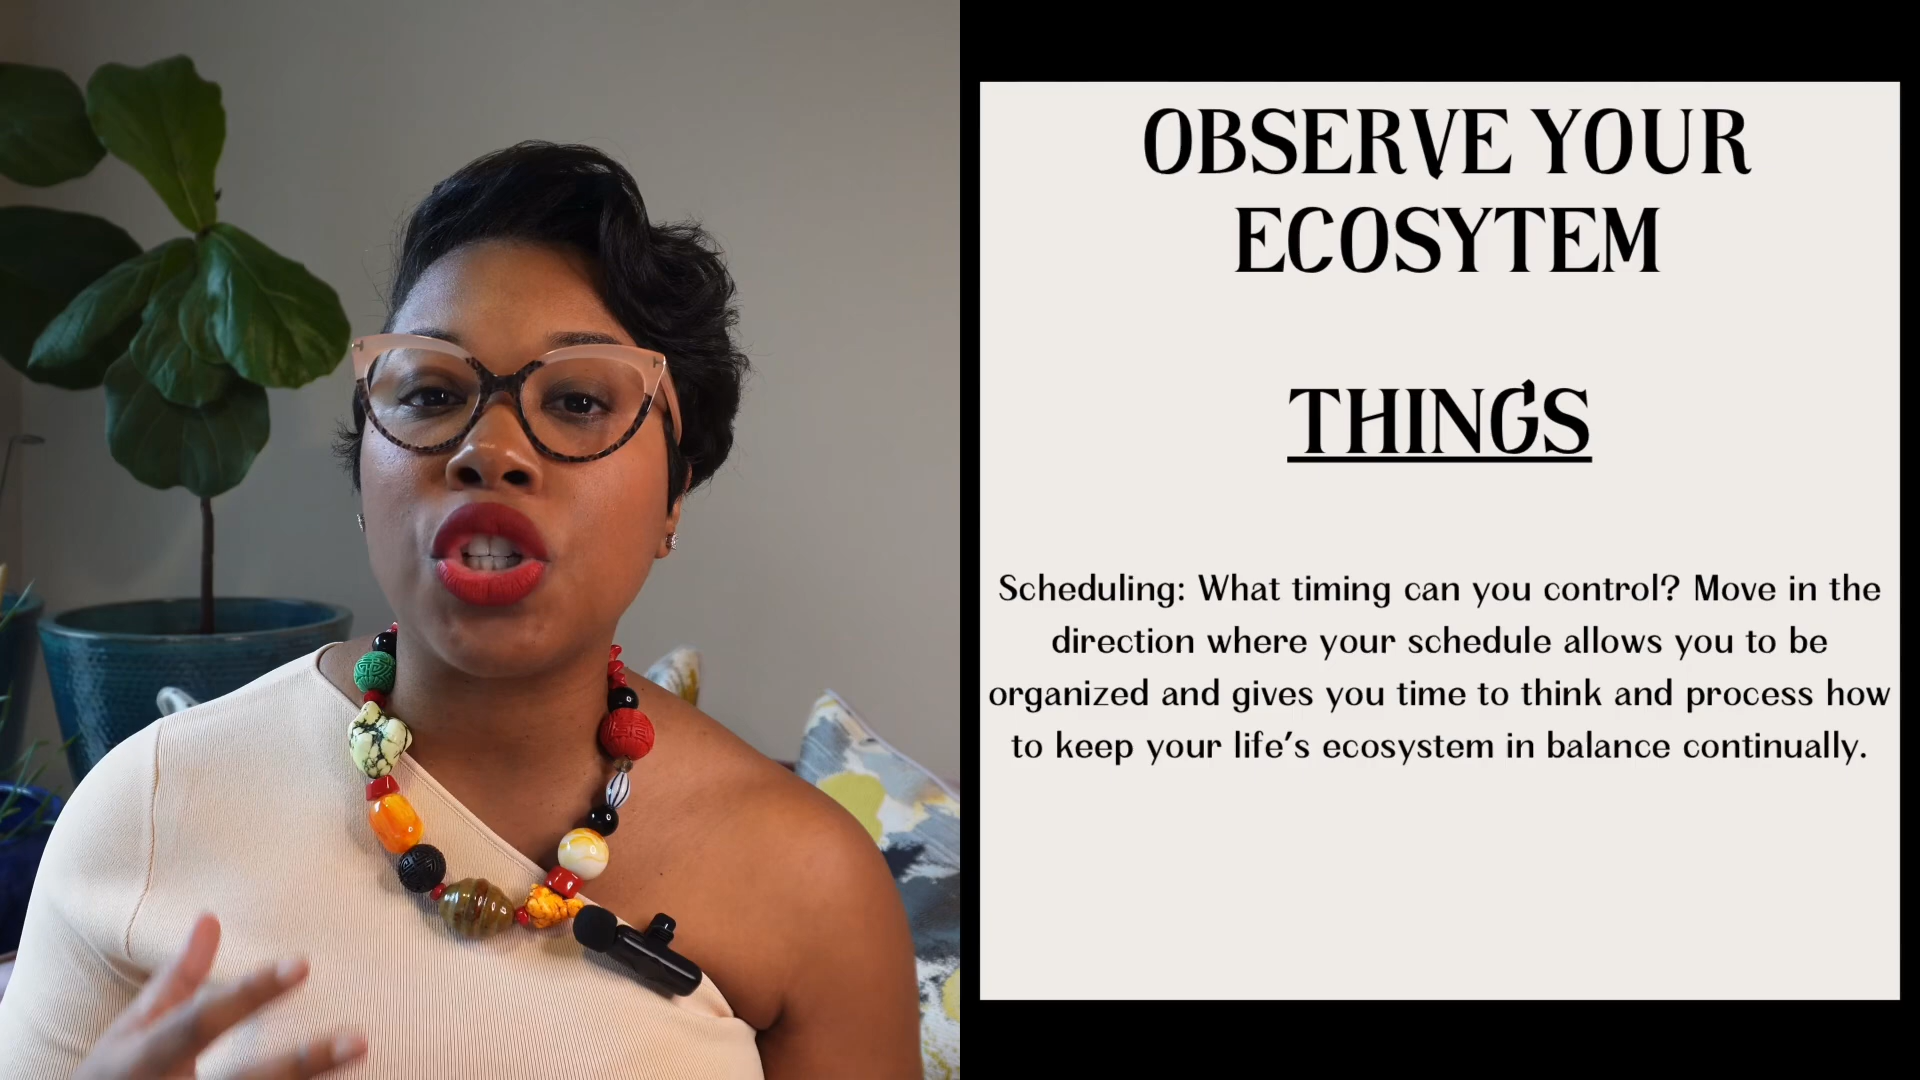 OBSERVE YOUR
ECOSYTEM
THINGS
Scheduling: What timing can you control? Move in the
direction where your schedule allows you to be
organized and gives you time to think and process how
to keep your life's ecosystem in balance continually.